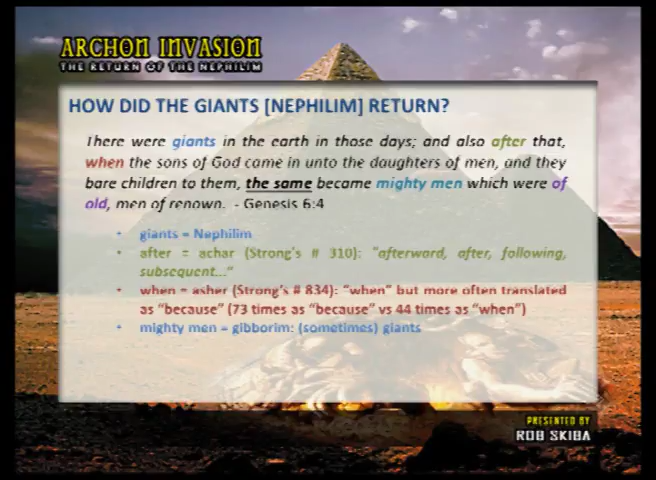 ARCHON INVASION
THE RETURN OF THE NEPHILIM
HOW DID THE GIANTS [NEPHILIM] RETURN?
There were giants in the earth in those days; and also after that,
when the sons of God came in unto the daughters of men, and they
bare children to them, the same became mighty men which were of
old, men of renown. - Genesis 6:4
• giants = Nephilim
• after = achar (Strong's # 310): "afterward, after, following,
subsequent..."
• when = asher (Strong's # 834): "when" but more often translated
as "because" (73 times as "because" vs 44 times as "when")
• mighty men = gibborim: (sometimes) giants
PRESENTED BY
ROB SKIBA